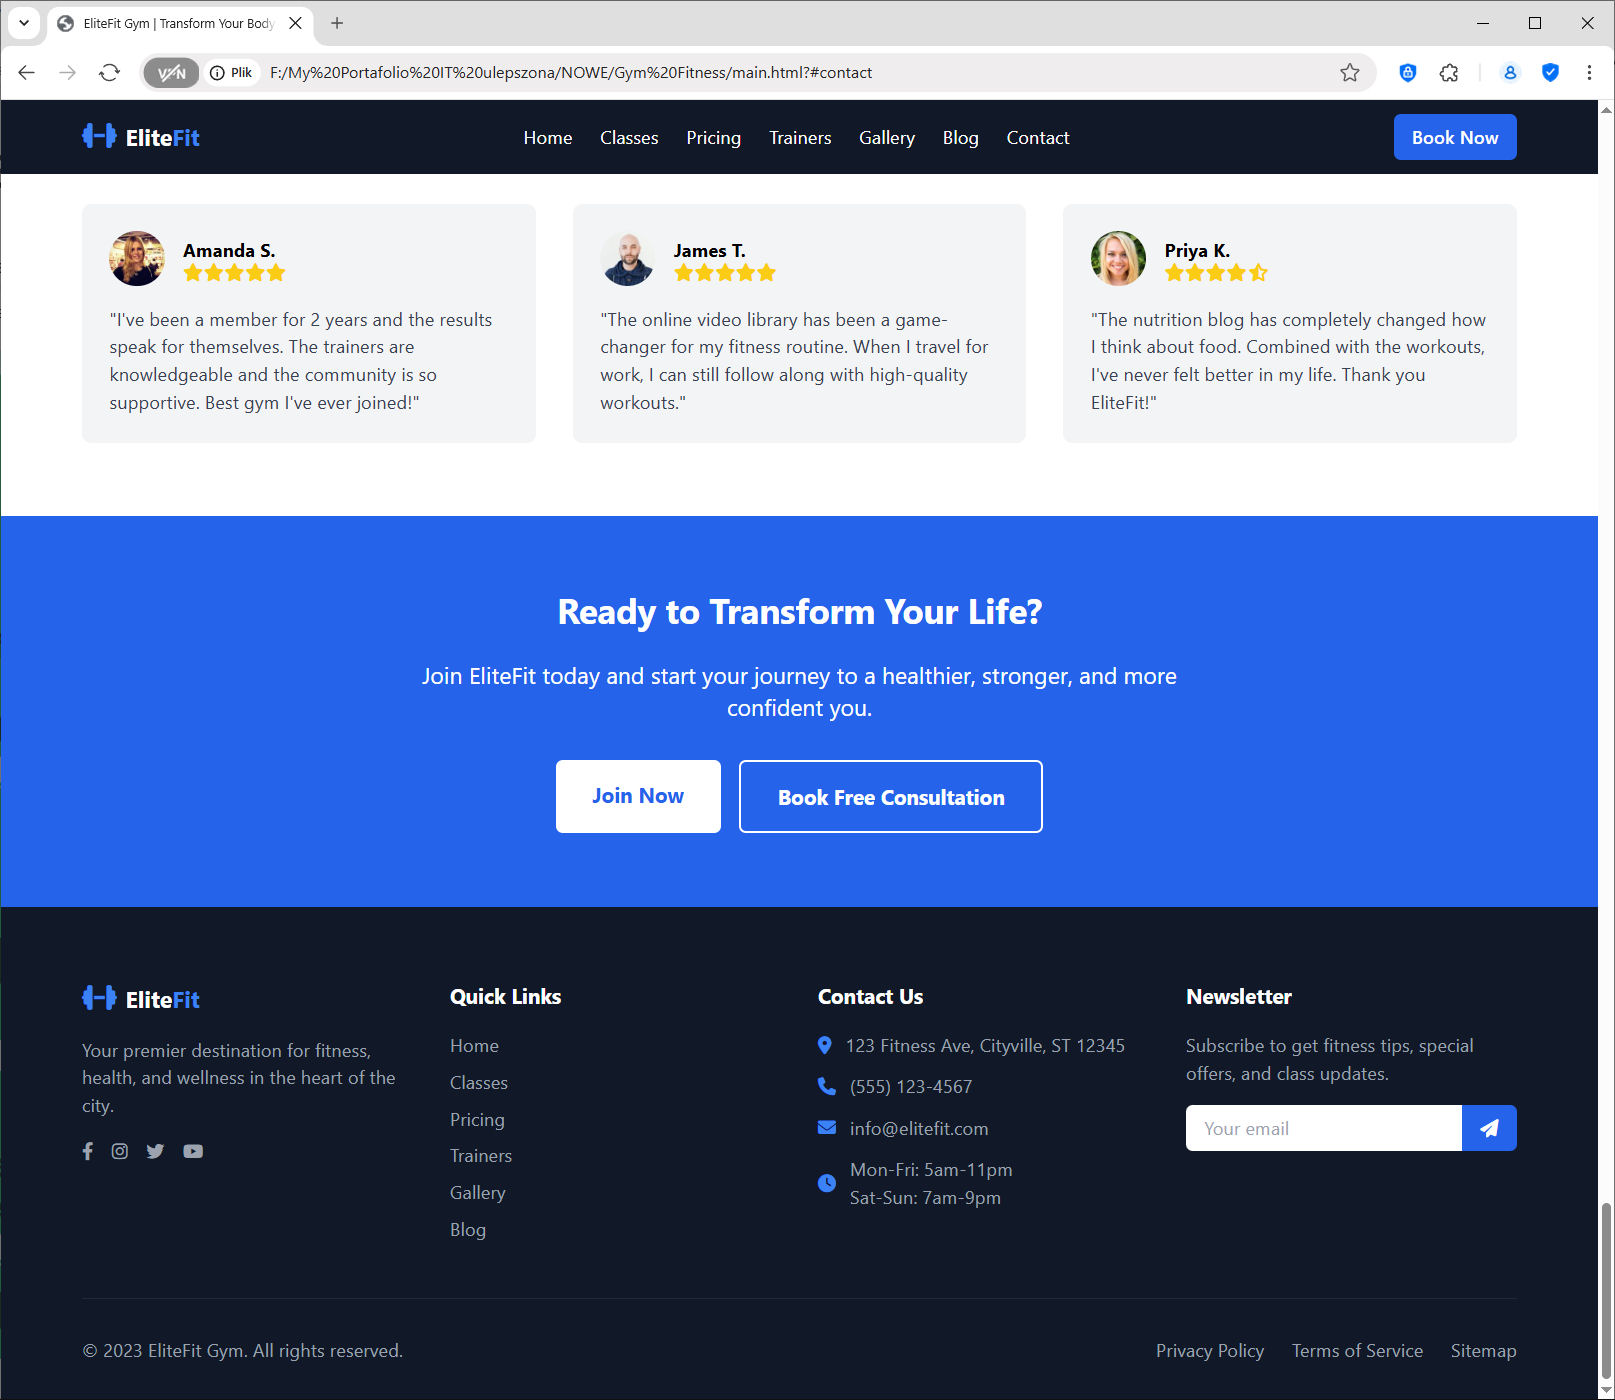 EliteFit Gym | Transform Your Body
VPN
Plik
F:/My%20Portafolio%20IT%20ulepszona/NOWE/Gym%20Fitness/main.html?#contact
EliteFit
Home Classes Pricing Trainers Gallery Blog Contact
Book Now
Amanda S.
"I've been a member for 2 years and the results
speak for themselves. The trainers are
knowledgeable and the community is so
supportive. Best gym I've ever joined!"
James T.
"The online video library has been a game-
changer for my fitness routine. When I travel for
work, I can still follow along with high-quality
workouts."
Priya K.
"The nutrition blog has completely changed how
I think about food. Combined with the workouts,
I've never felt better in my life. Thank you
EliteFit!"
Ready to Transform Your Life?
Join EliteFit today and start your journey to a healthier, stronger, and more
confident you.
Join Now
Book Free Consultation
EliteFit
Your premier destination for fitness,
health, and wellness in the heart of the
city.
Quick Links
Home
Classes
Pricing
Trainers
Gallery
Blog
Contact Us
123 Fitness Ave, Cityville, ST 12345
(555) 123-4567
info@elitefit.com
Mon-Fri: 5am-11pm
Sat-Sun: 7am-9pm
Newsletter
Subscribe to get fitness tips, special
offers, and class updates.
Your email
© 2023 EliteFit Gym. All rights reserved.
Privacy Policy Terms of Service Sitemap